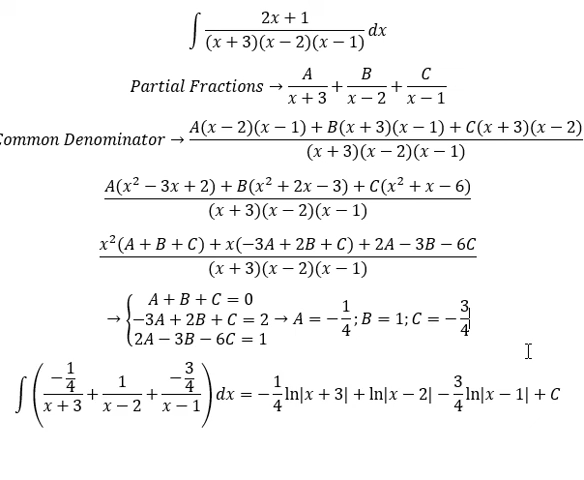 ∫ (2x + 1)/((x + 3)(x − 2)(x − 1)) dx
Partial Fractions → A/(x + 3) + B/(x − 2) + C/(x − 1)
Common Denominator → (A(x − 2)(x − 1) + B(x + 3)(x − 1) + C(x + 3)(x − 2))/((x + 3)(x − 2)(x − 1))
(A(x² − 3x + 2) + B(x² + 2x − 3) + C(x² + x − 6))/((x + 3)(x − 2)(x − 1))
(x²(A + B + C) + x(−3A + 2B + C) + 2A − 3B − 6C)/((x + 3)(x − 2)(x − 1))
A + B + C = 0
→ { −3A + 2B + C = 2 → A = −1/4; B = 1; C = −3/4
2A − 3B − 6C = 1
∫ ((−1/4)/(x + 3) + 1/(x − 2) + (−3/4)/(x − 1)) dx = −1/4 ln|x + 3| + ln|x − 2| − 3/4 ln|x − 1| + C